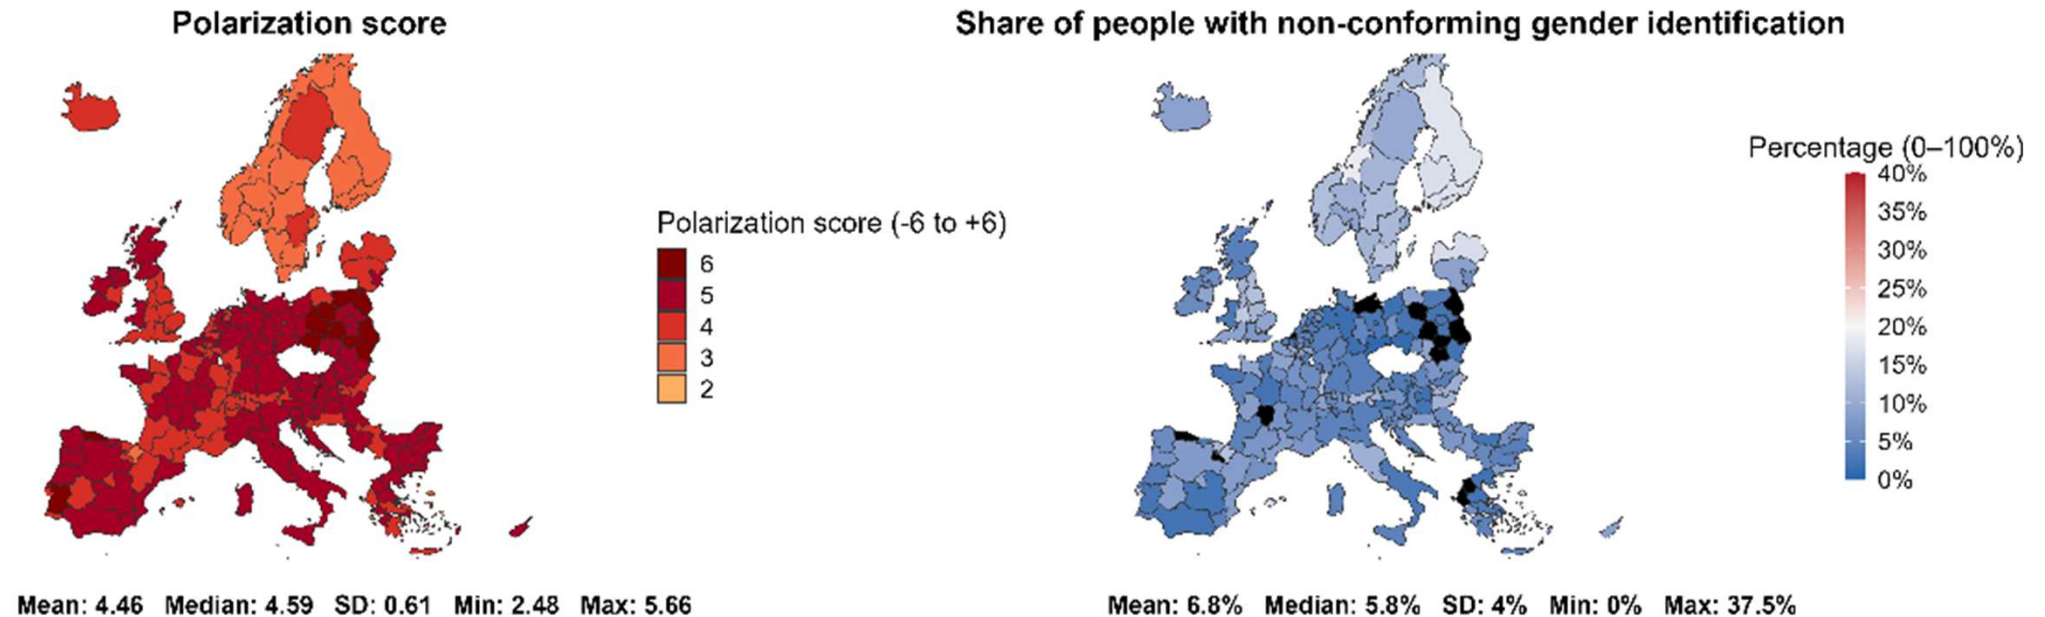 Polarization score
Polarization score (-6 to +6)
6
5
4
3
2
Mean: 4.46 Median: 4.59 SD: 0.61 Min: 2.48 Max: 5.66
Share of people with non-conforming gender identification
Percentage (0–100%)
40%
35%
30%
25%
20%
15%
10%
5%
0%
Mean: 6.8% Median: 5.8% SD: 4% Min: 0% Max: 37.5%